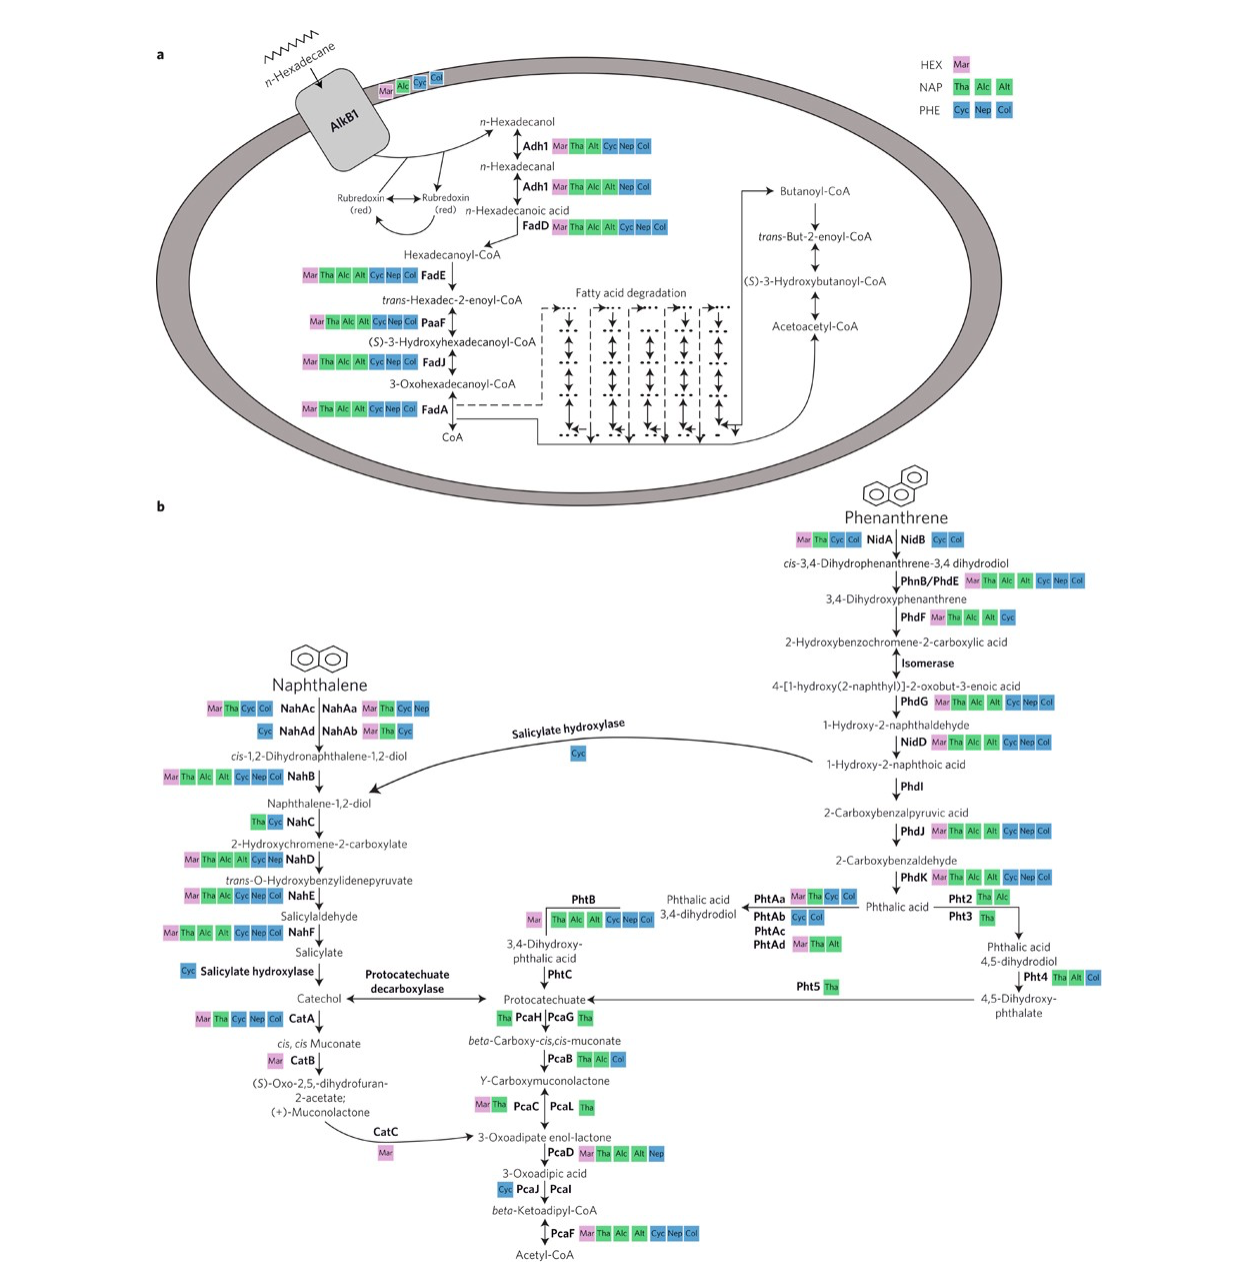 a
n-Hexadecane
AlkB1
Mar Alc Cyc Col
HEX Mar
NAP Tha Alc Alt
PHE Cyc Nep Col
n-Hexadecanol
Adh1 Mar Tha Alt Cyc Nep Col
n-Hexadecanal
Adh1 Mar Tha Alc Alt Nep Col
n-Hexadecanoic acid
Rubredoxin
(red)
Rubredoxin
(red)
FadD Mar Tha Alc Alt Cyc Nep Col
Hexadecanoyl-CoA
Mar Tha Alc Alt Cyc Nep Col FadE
trans-Hexadec-2-enoyl-CoA
Mar Tha Alc Alt Cyc Nep Col PaaF
(S)-3-Hydroxyhexadecanoyl-CoA
Mar Tha Alc Alt Cyc Nep Col FadJ
3-Oxohexadecanoyl-CoA
Mar Tha Alc Alt Cyc Nep Col FadA
CoA
Fatty acid degradation
Butanoyl-CoA
trans-But-2-enoyl-CoA
(S)-3-Hydroxybutanoyl-CoA
Acetoacetyl-CoA
b
Phenanthrene
Mar Tha Cyc Col NidA NidB Cyc Col
cis-3,4-Dihydrophenanthrene-3,4 dihydrodiol
PhnB/PhdE Mar Tha Alc Alt Cyc Nep Col
3,4-Dihydroxyphenanthrene
PhdF Mar Tha Alc Alt Cyc
2-Hydroxybenzochromene-2-carboxylic acid
Isomerase
4-[1-hydroxy(2-naphthyl)]-2-oxobut-3-enoic acid
PhdG Mar Tha Alc Alt Cyc Nep Col
1-Hydroxy-2-naphthaldehyde
NidD Mar Tha Alc Alt Cyc Nep Col
1-Hydroxy-2-naphthoic acid
PhdI
2-Carboxybenzalpyruvic acid
PhdJ Mar Tha Alc Alt Cyc Nep Col
2-Carboxybenzaldehyde
PhdK Mar Tha Alc Alt Cyc Nep Col
Phthalic acid
Pht2 Tha Alc
Pht3 Tha
Phthalic acid
4,5-dihydrodiol
Pht4 Tha Alt Col
4,5-Dihydroxy-
phthalate
Pht5 Tha
PhtAa Mar Tha Cyc Col
PhtAb Cyc Col
PhtAc
PhtAd Mar Tha Alt
Phthalic acid
3,4-dihydrodiol
PhtB
Mar Tha Alc Alt Cyc Nep Col
3,4-Dihydroxy-
phthalic acid
PhtC
Protocatechuate
Salicylate hydroxylase
Cyc
Naphthalene
Mar Tha Cyc Col NahAc NahAa Mar Tha Cyc Nep
Cyc NahAd NahAb Mar Tha Cyc
cis-1,2-Dihydronaphthalene-1,2-diol
Mar Tha Alc Alt Cyc Nep Col NahB
Naphthalene-1,2-diol
Tha Cyc NahC
2-Hydroxychromene-2-carboxylate
Mar Tha Alc Alt Cyc Nep NahD
trans-O-Hydroxybenzylidenepyruvate
Mar Tha Alc Cyc Nep Col NahE
Salicylaldehyde
Mar Tha Alc Alt Cyc Nep Col NahF
Salicylate
Cyc Salicylate hydroxylase
Catechol
Protocatechuate
decarboxylase
Mar Tha Cyc Nep Col CatA
cis, cis Muconate
Mar CatB
(S)-Oxo-2,5,-dihydrofuran-
2-acetate;
(+)-Muconolactone
CatC
Mar
Tha PcaH PcaG Tha
beta-Carboxy-cis,cis-muconate
PcaB Tha Alc Col
Y-Carboxymuconolactone
Mar Tha PcaC PcaL Tha
3-Oxoadipate enol-lactone
PcaD Mar Tha Alc Alt Nep
3-Oxoadipic acid
Cyc PcaJ PcaI
beta-Ketoadipyl-CoA
PcaF Mar Tha Alc Alt Cyc Nep Col
Acetyl-CoA